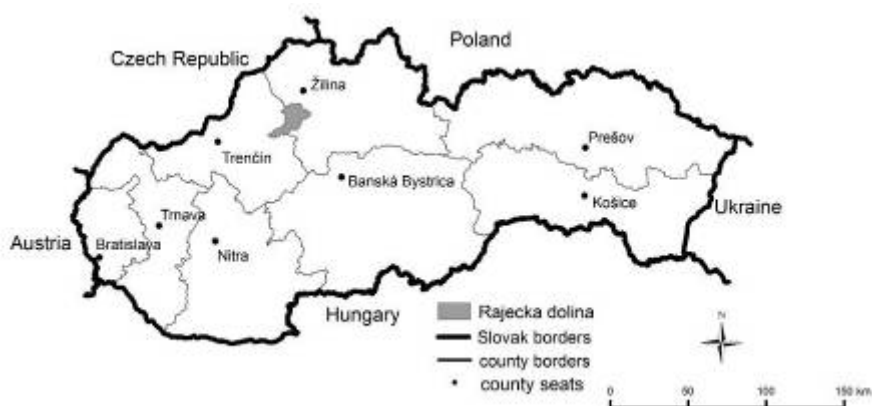 Poland
Czech Republic
Žilina
Trenčín
Prešov
Banská Bystrica
Košice
Ukraine
Trnava
Austria
Bratislava
Nitra
Hungary
Rajecka dolina
Slovak borders
county borders
county seats
N
0 50 100 150 km